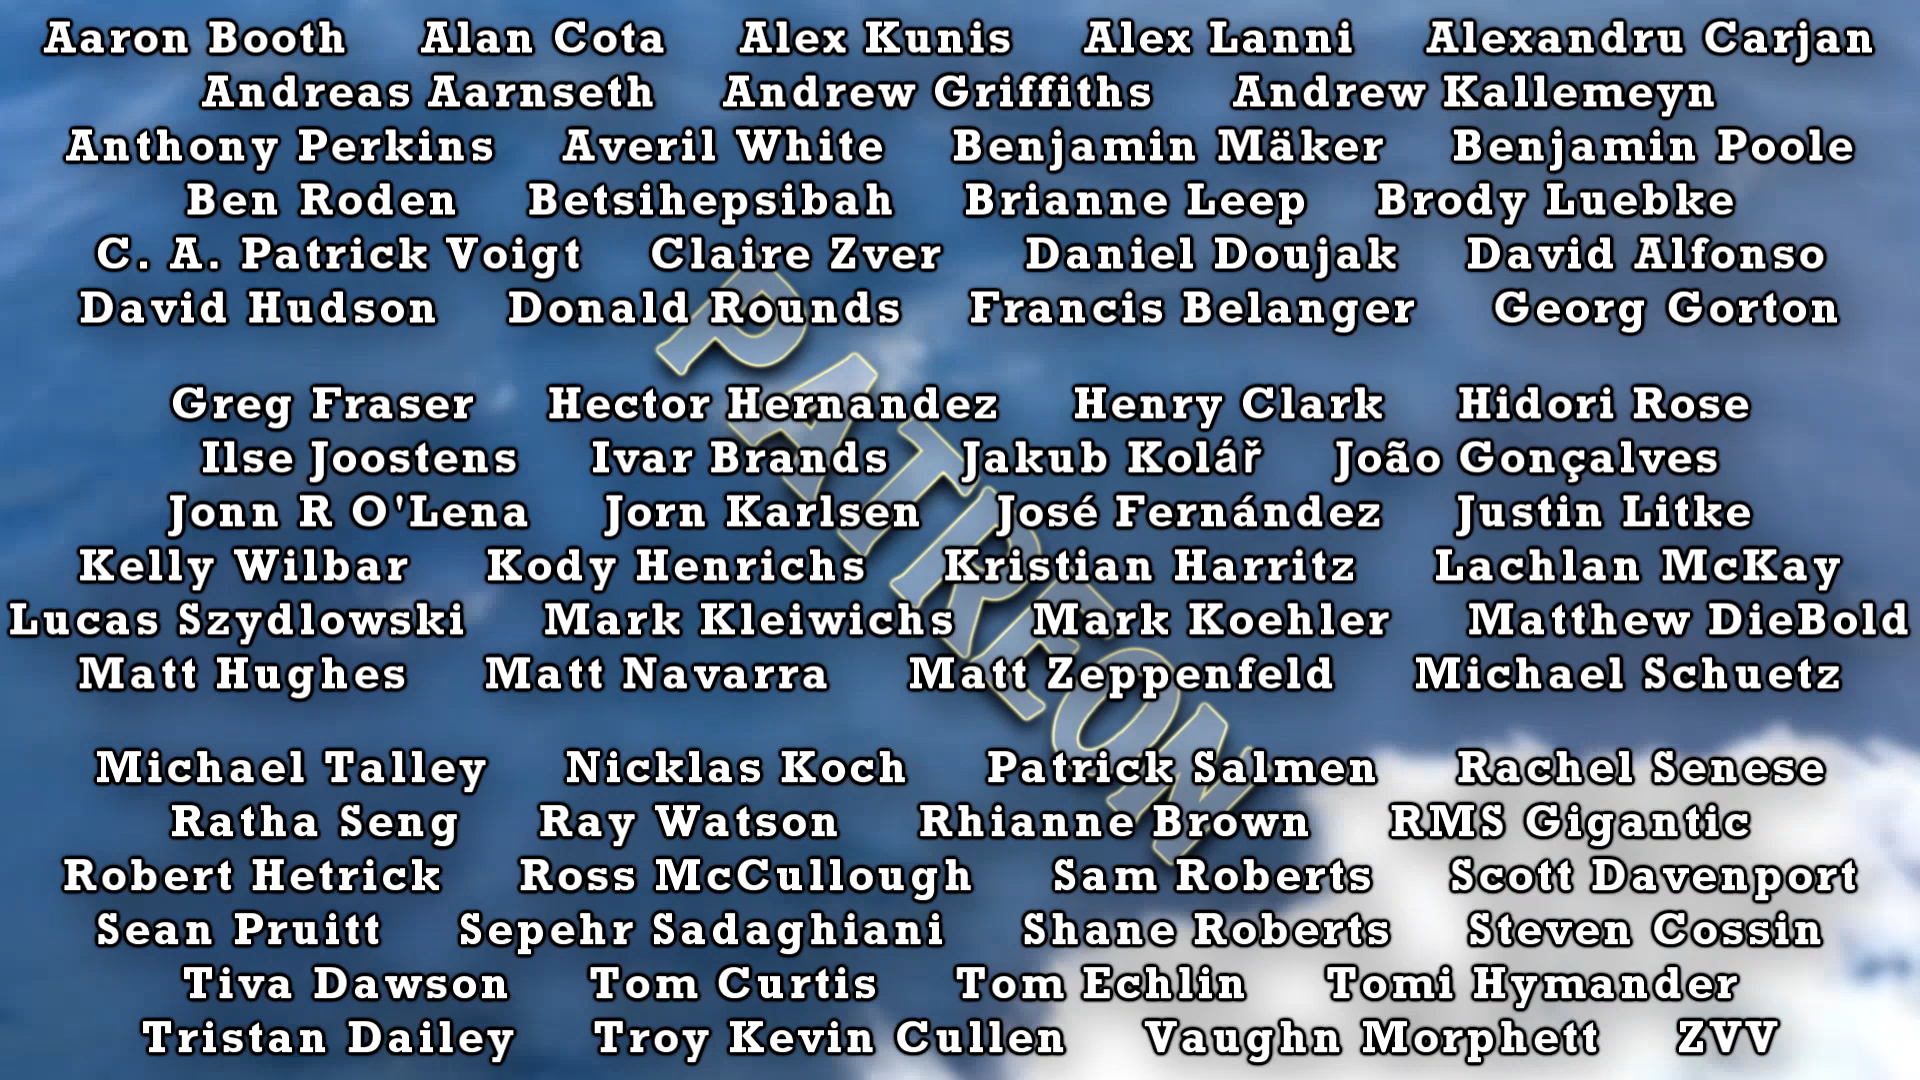 Aaron Booth Alan Cota Alex Kunis Alex Lanni Alexandru Carjan
Andreas Aarnseth Andrew Griffiths Andrew Kallemeyn
Anthony Perkins Averil White Benjamin Mäker Benjamin Poole
Ben Roden Betsihepsibah Brianne Leep Brody Luebke
C. A. Patrick Voigt Claire Zver Daniel Doujak David Alfonso
David Hudson Donald Rounds Francis Belanger Georg Gorton
PATREON
Greg Fraser Hector Hernandez Henry Clark Hidori Rose
Ilse Joostens Ivar Brands Jakub Kolář João Gonçalves
Jonn R O'Lena Jorn Karlsen José Fernández Justin Litke
Kelly Wilbar Kody Henrichs Kristian Harritz Lachlan McKay
Lucas Szydlowski Mark Kleiwichs Mark Koehler Matthew DieBold
Matt Hughes Matt Navarra Matt Zeppenfeld Michael Schuetz
Michael Talley Nicklas Koch Patrick Salmen Rachel Senese
Ratha Seng Ray Watson Rhianne Brown RMS Gigantic
Robert Hetrick Ross McCullough Sam Roberts Scott Davenport
Sean Pruitt Sepehr Sadaghiani Shane Roberts Steven Cossin
Tiva Dawson Tom Curtis Tom Echlin Tomi Hymander
Tristan Dailey Troy Kevin Cullen Vaughn Morphett ZVV